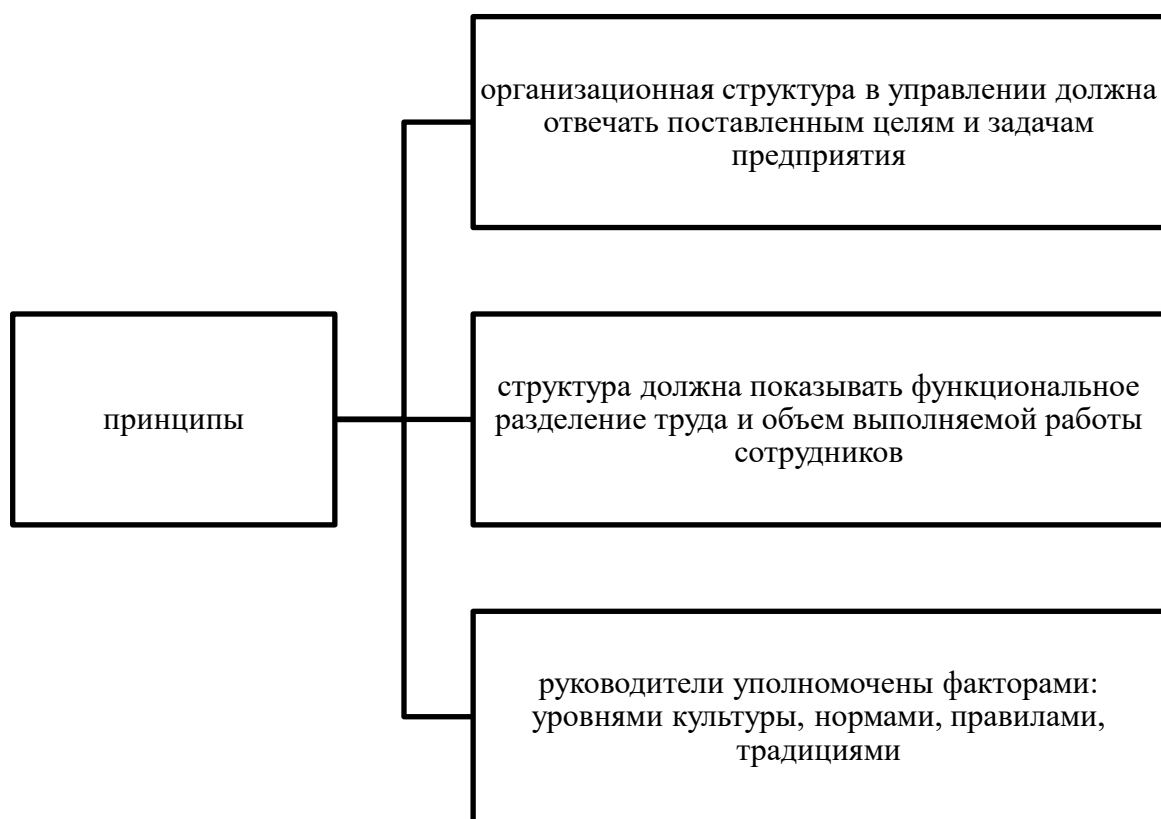 организационная структура в управлении должна
отвечать поставленным целям и задачам
предприятия
принципы
структура должна показывать функциональное
разделение труда и объем выполняемой работы
сотрудников
руководители уполномочены факторами:
уровнями культуры, нормами, правилами,
традициями